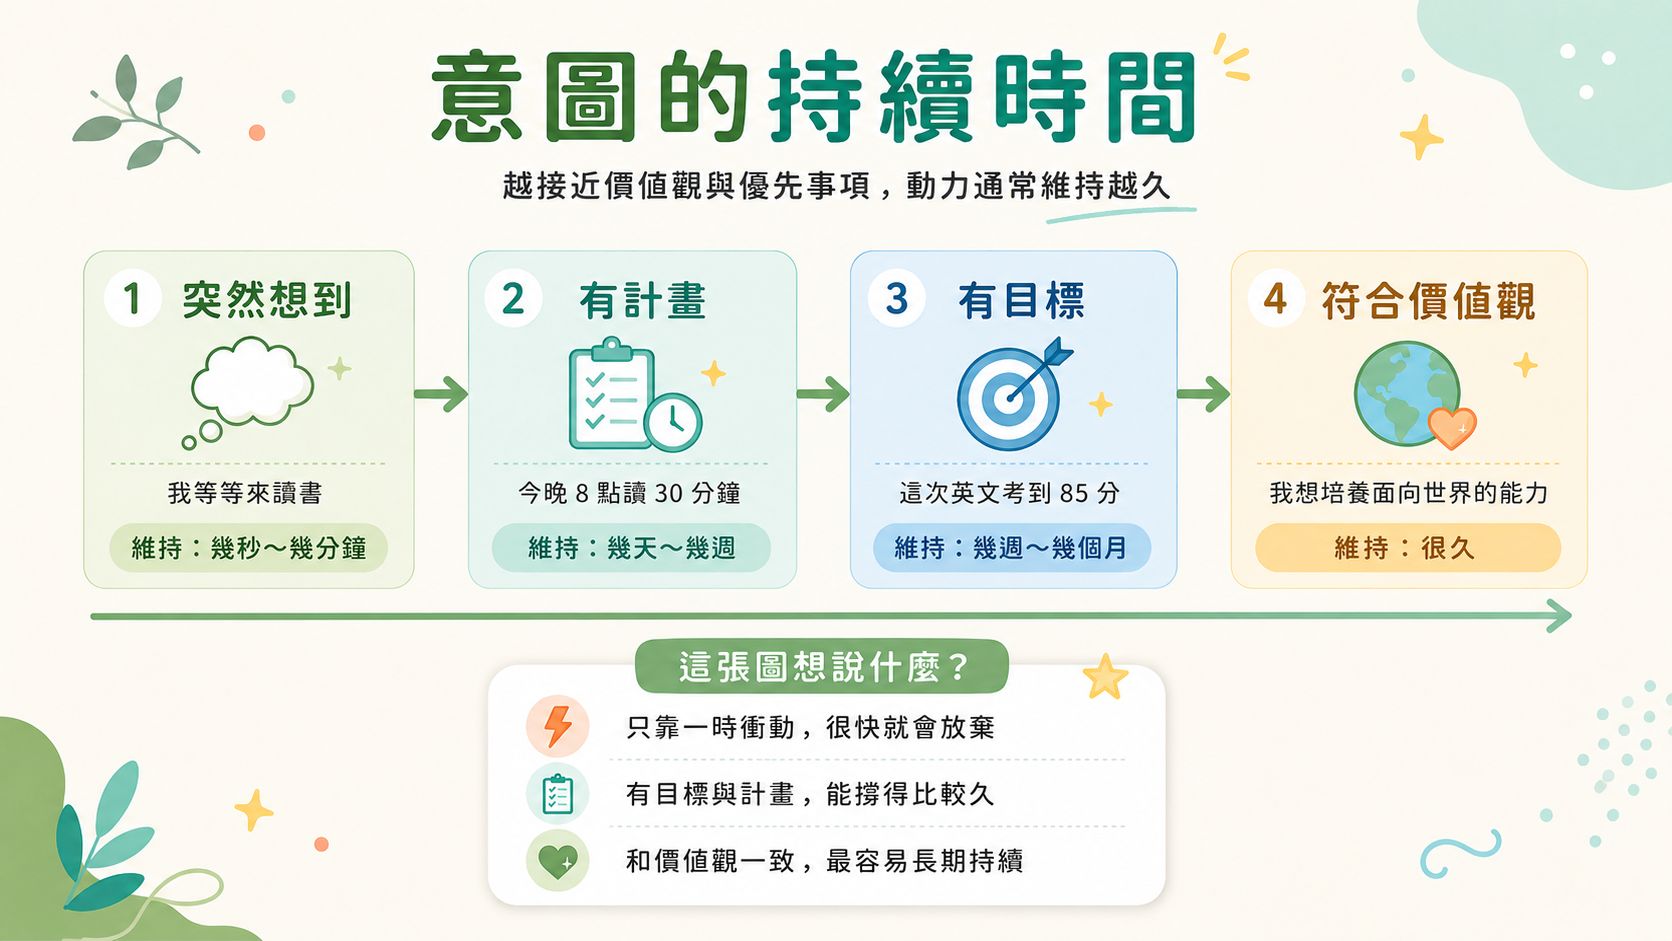 意圖的持續時間
越接近價值觀與優先事項，動力通常維持越久
1 突然想到
我等等來讀書
維持：幾秒～幾分鐘
2 有計畫
今晚 8 點讀 30 分鐘
維持：幾天～幾週
3 有目標
這次英文考到 85 分
維持：幾週～幾個月
4 符合價值觀
我想培養面向世界的能力
維持：很久
這張圖想說什麼？
只靠一時衝動，很快就會放棄
有目標與計畫，能撐得比較久
和價值觀一致，最容易長期持續